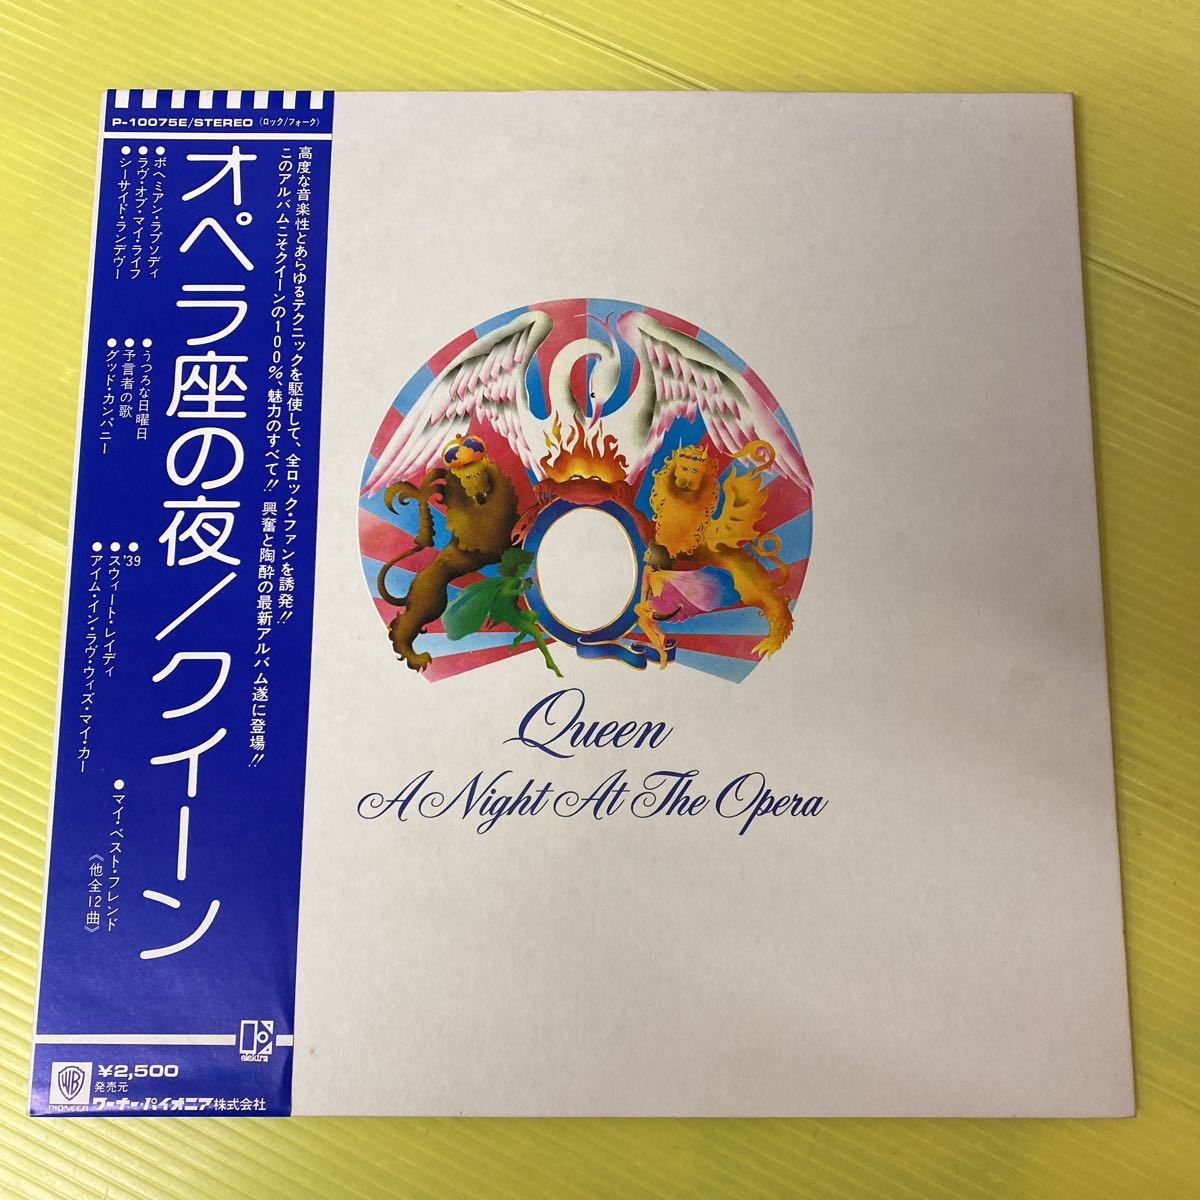 P-10075E/STEREO 〈ロック/フォーク〉
高度な音楽性とあらゆるテクニックを駆使して、全ロック・ファンを誘発!!
このアルバムこそクイーンの100%、魅力のすべて!! 興奮と陶酔の最新アルバム遂に登場!!
オペラ座の夜/クイーン
●ボヘミアン・ラプソディ
●ラヴ・オブ・マイ・ライフ
●シーサイド・ランデヴー
●うつろな日曜日
●予言者の歌
●グッド・カンパニー
●'39
●スウィート・レイディ
●アイム・イン・ラヴ・ウィズ・マイ・カー
●マイ・ベスト・フレンド
《他全12曲》
elektra
WB
PIONEER
¥2,500
発売元
ワーナー・パイオニア株式会社
Queen
A Night At The Opera